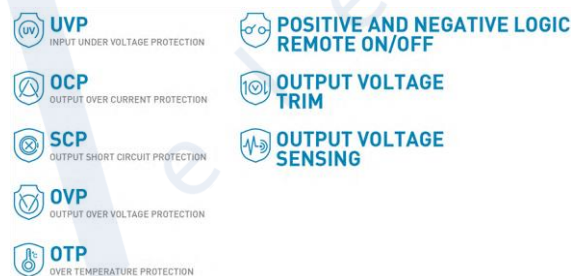 UVP
INPUT UNDER VOLTAGE PROTECTION
OCP
OUTPUT OVER CURRENT PROTECTION
SCP
OUTPUT SHORT CIRCUIT PROTECTION
OVP
OUTPUT OVER VOLTAGE PROTECTION
OTP
OVER TEMPERATURE PROTECTION
POSITIVE AND NEGATIVE LOGIC
REMOTE ON/OFF
OUTPUT VOLTAGE
TRIM
OUTPUT VOLTAGE
SENSING